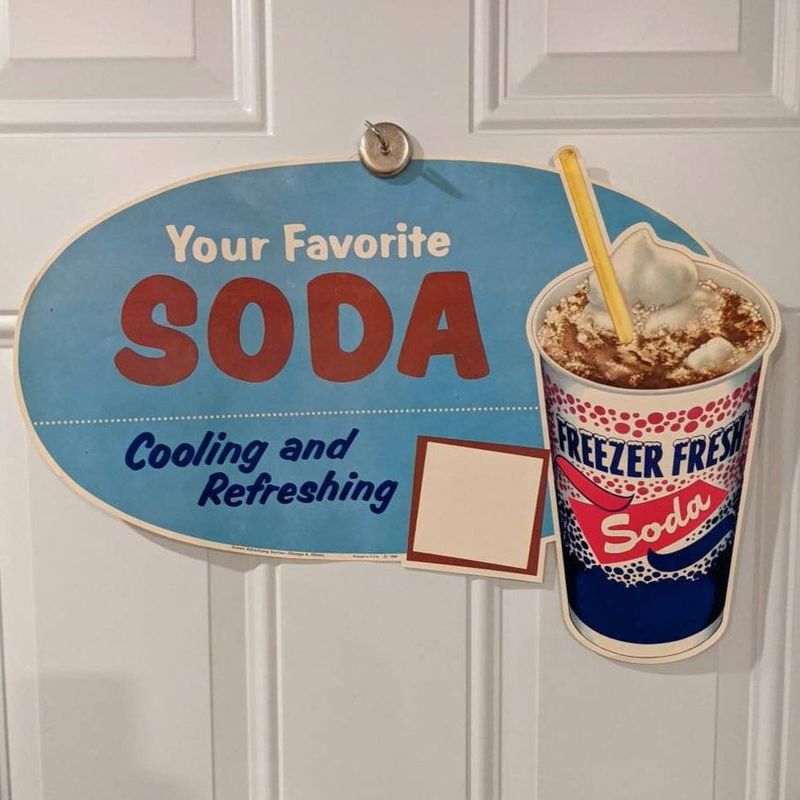 Your Favorite
SODA
Cooling and
Refreshing
FREEZER FRESH
Soda